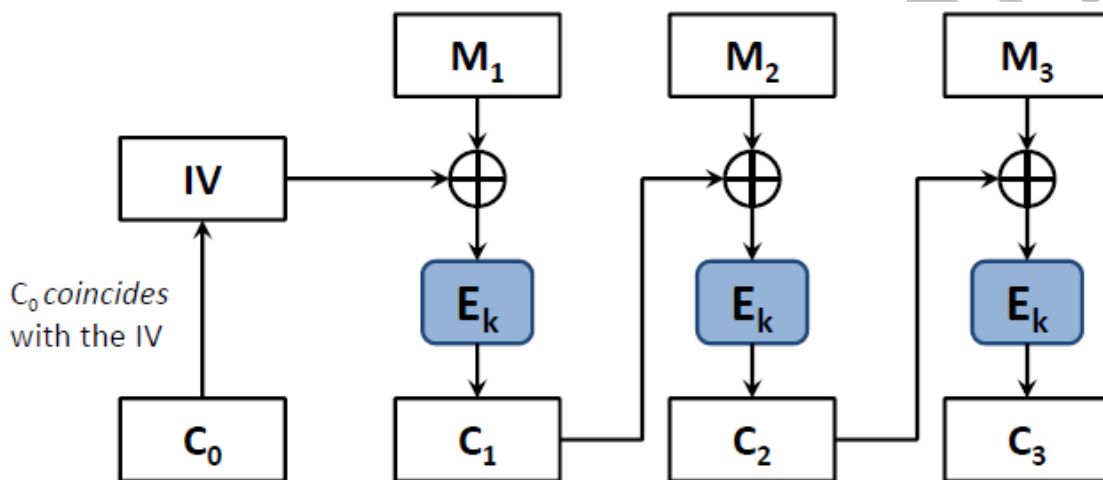 M₁ M₂ M₃
IV
Eₖ Eₖ Eₖ
C₀ coincides
with the IV
C₀ C₁ C₂ C₃